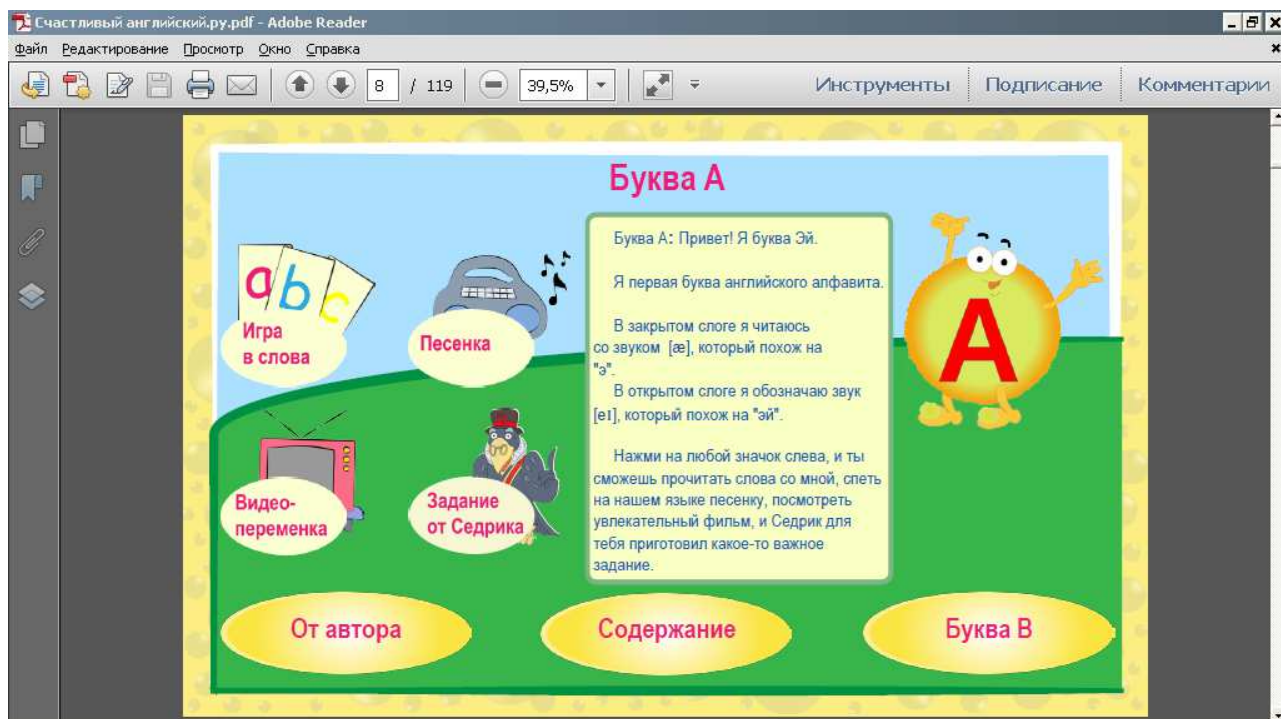 Счастливый английский.ру.pdf - Adobe Reader
Файл Редактирование Просмотр Окно Справка
8 / 119 39,5% Инструменты Подписание Комментарии
Буква А
abc
Игра
в слова
Песенка
Видео-
переменка
Задание
от Седрика
Буква А: Привет! Я буква Эй.
Я первая буква английского алфавита.
В закрытом слоге я читаюсь
со звуком [æ], который похож на
"э".
В открытом слоге я обозначаю звук
[eɪ], который похож на "эй".
Нажми на любой значок слева, и ты
сможешь прочитать слова со мной, спеть
на нашем языке песенку, посмотреть
увлекательный фильм, и Седрик для
тебя приготовил какое-то важное
задание.
A
От автора
Содержание
Буква B